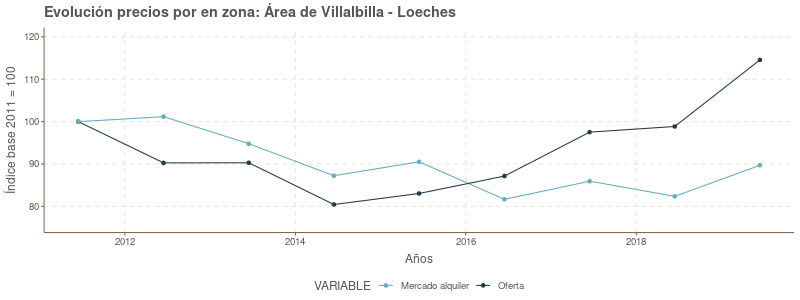 Evolución precios por en zona: Área de Villalbilla - Loeches
Índice base 2011 = 100
120
110
100
90
80
2012 2014 2016 2018
Años
VARIABLE Mercado alquiler Oferta